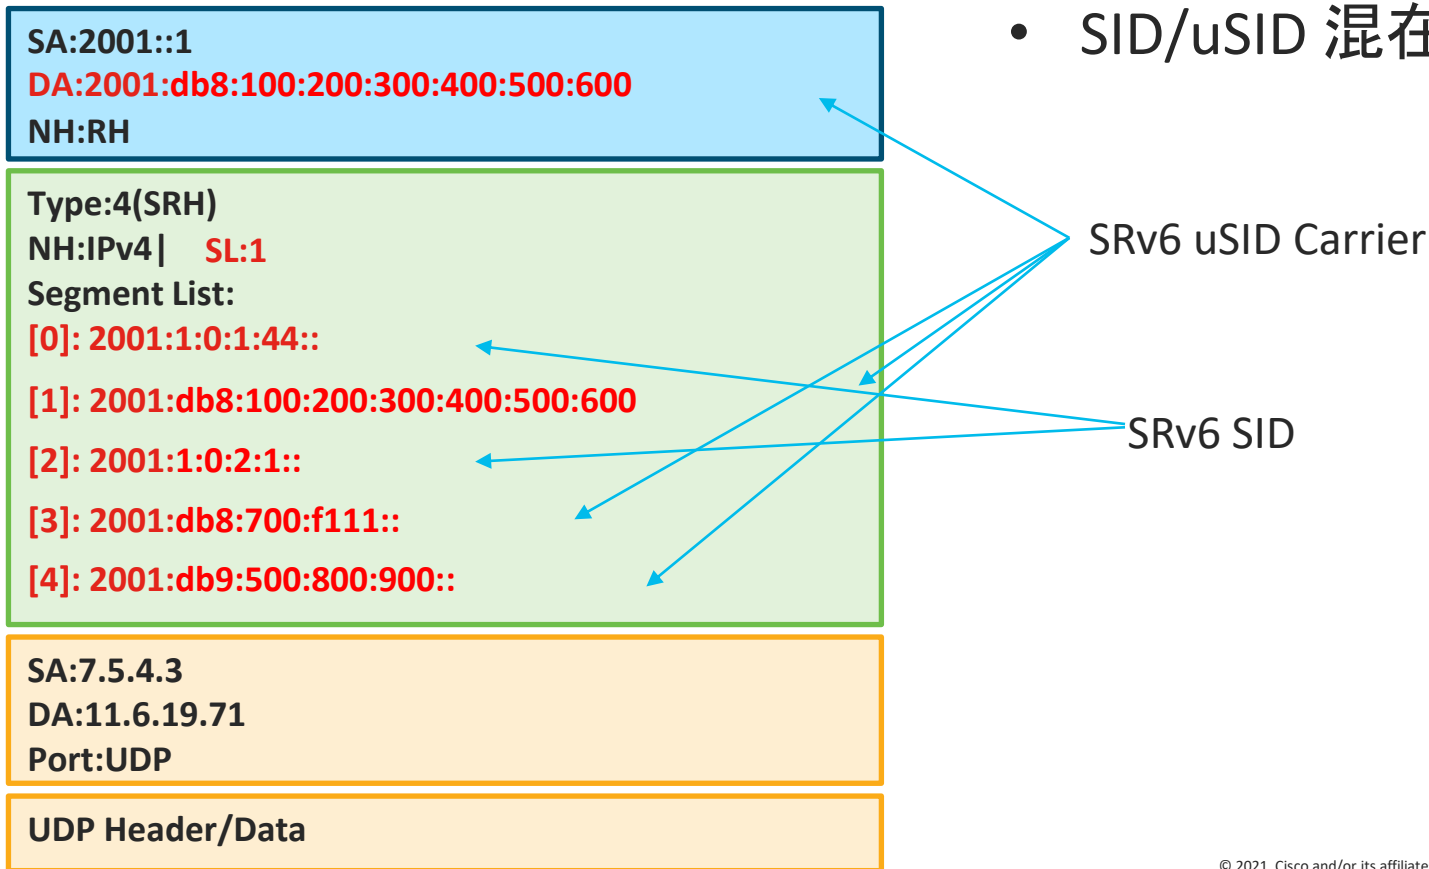 SA:2001::1
DA:2001:db8:100:200:300:400:500:600
NH:RH
Type:4(SRH)
NH:IPv4| SL:1
Segment List:
[0]: 2001:1:0:1:44::
[1]: 2001:db8:100:200:300:400:500:600
[2]: 2001:1:0:2:1::
[3]: 2001:db8:700:f111::
[4]: 2001:db9:500:800:900::
SA:7.5.4.3
DA:11.6.19.71
Port:UDP
UDP Header/Data
• SID/uSID 混在
SRv6 uSID Carrier
SRv6 SID
© 2021 Cisco and/or its affiliate